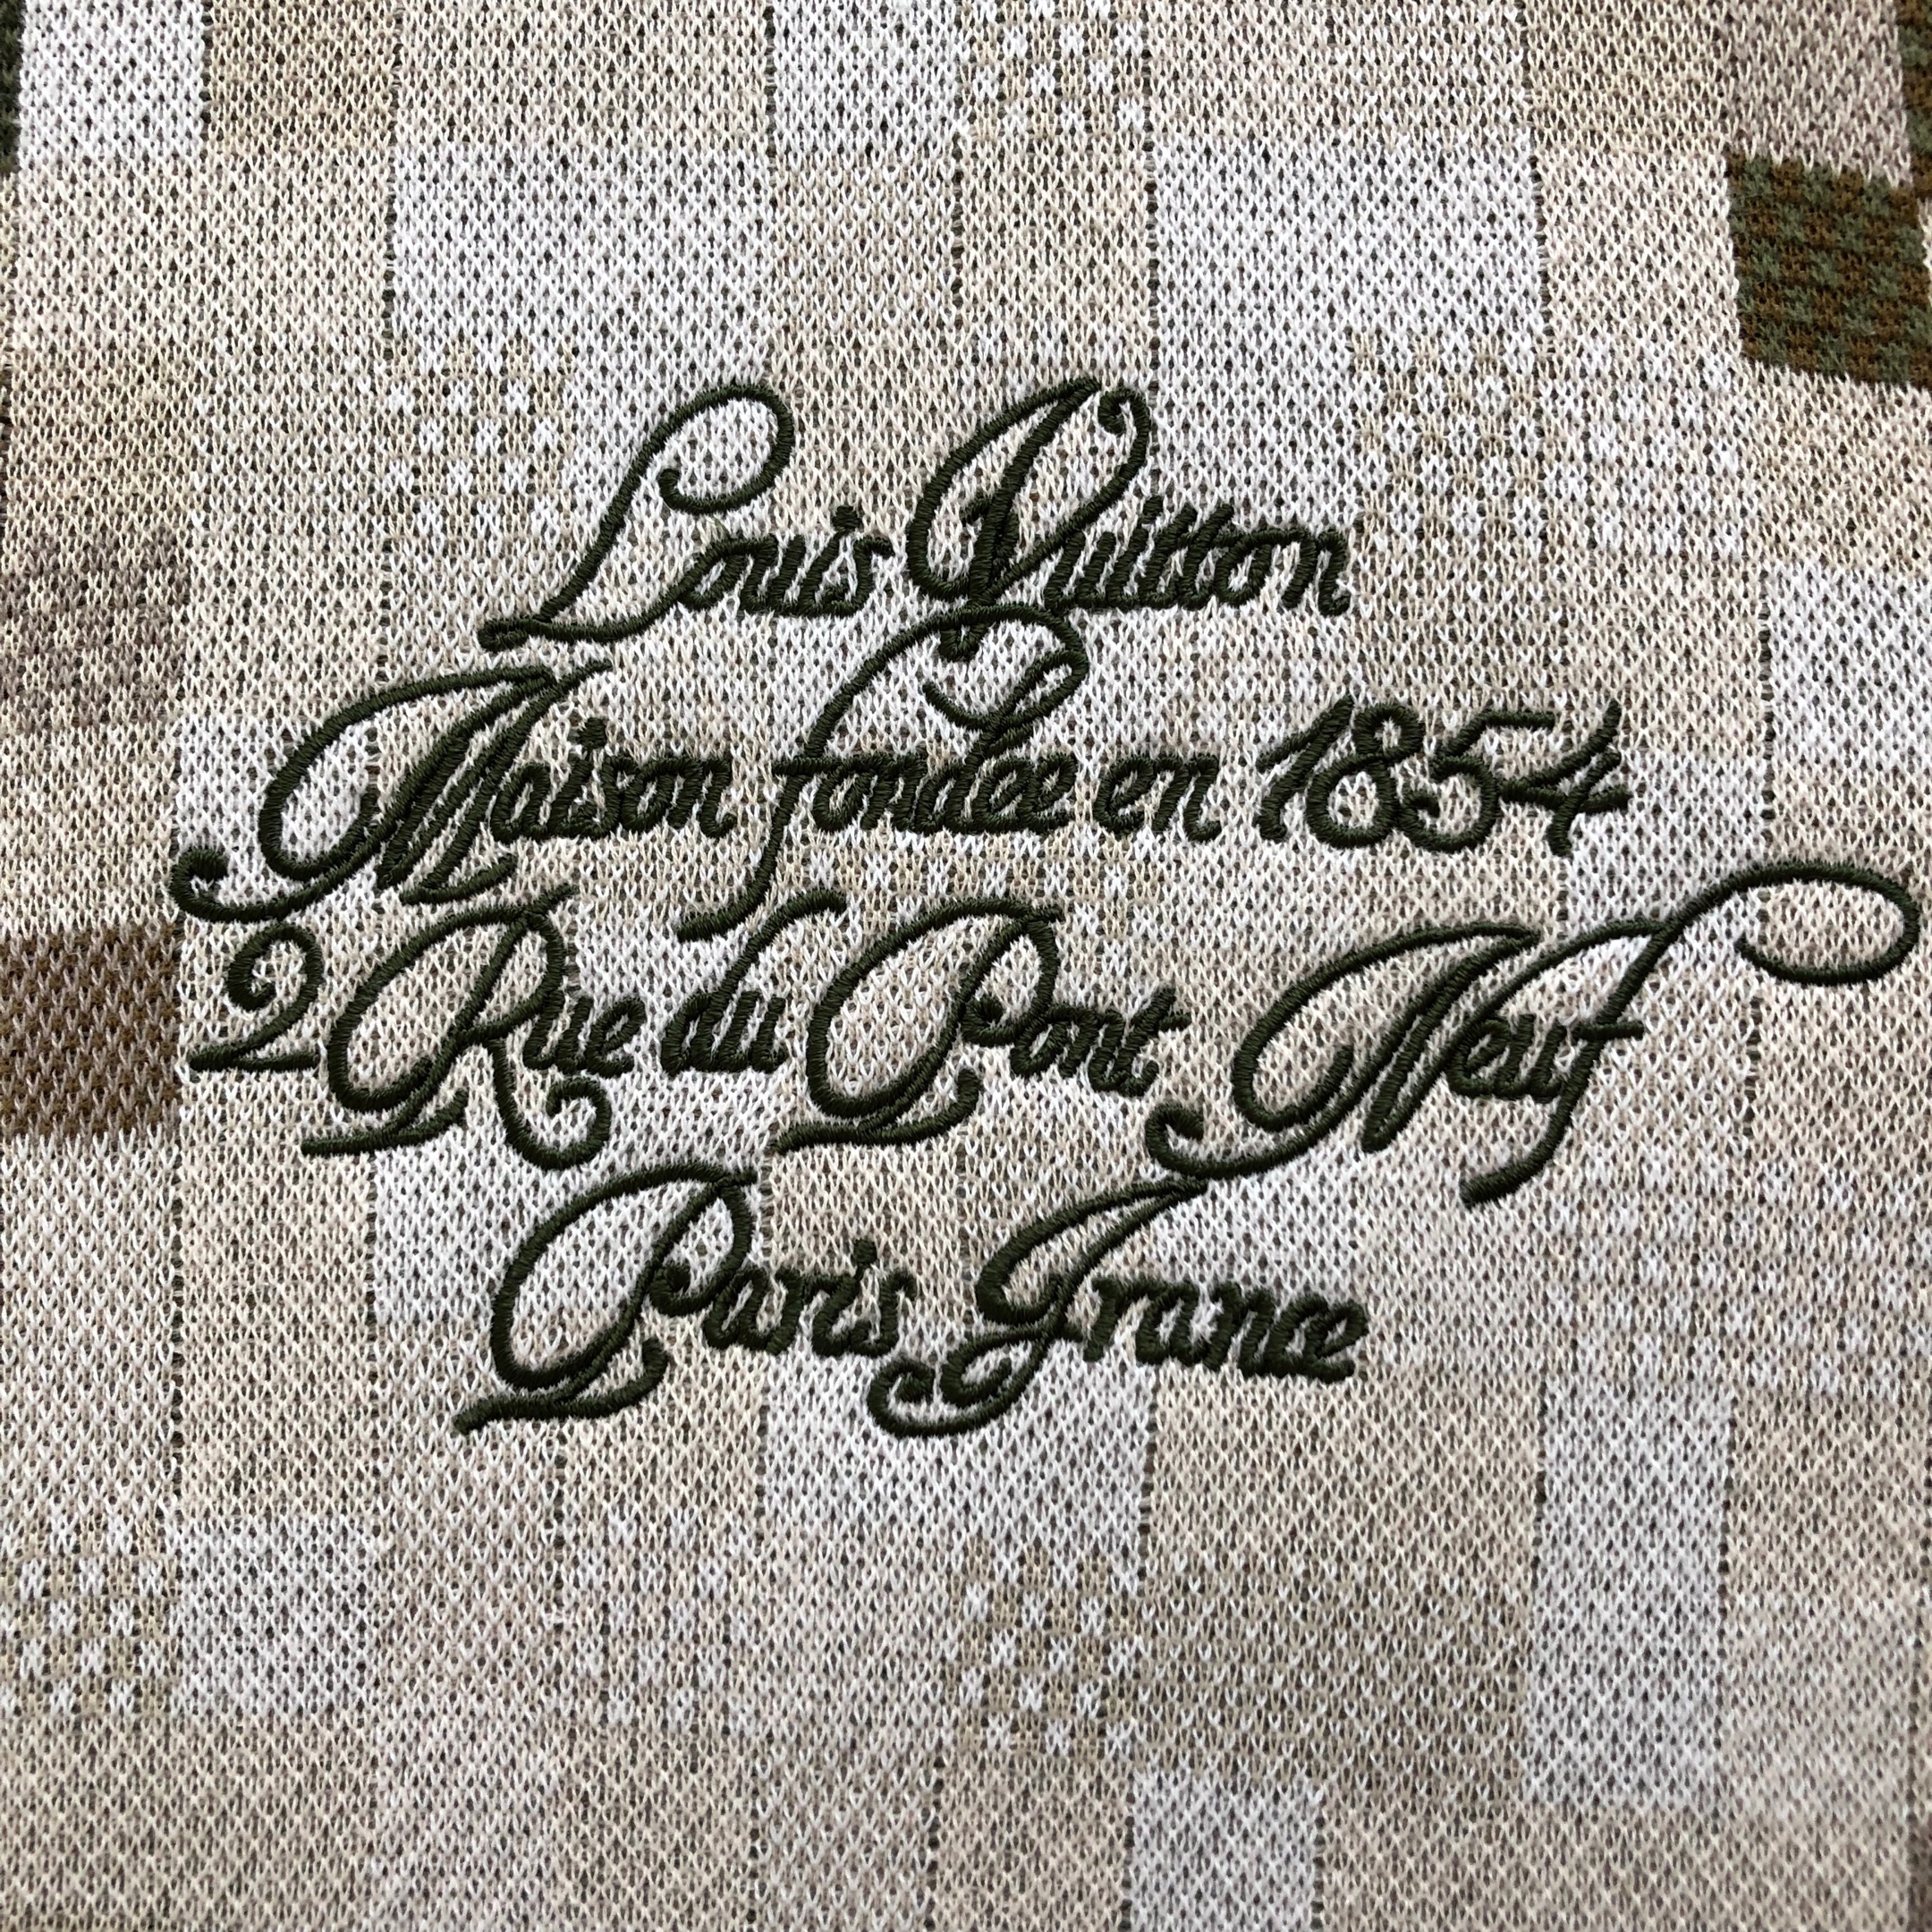 Louis Vuitton
Maison fondée en 1854
2 Rue du Pont Neuf
Paris France